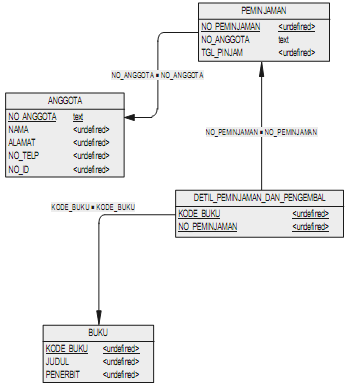 PEMINJAMAN
NO_PEMINJAMAN <undefined>
NO_ANGGOTA text
TGL_PINJAM <undefined>
NO_ANGGOTA = NO_ANGGOTA
ANGGOTA
NO_ANGGOTA text
NAMA <undefined>
ALAMAT <undefined>
NO_TELP <undefined>
NO_ID <undefined>
NO_PEMINJAMAN = NO_PEMINJAMAN
DETIL_PEMINJAMAN_DAN_PENGEMBAL
KODE_BUKU <undefined>
NO_PEMINJAMAN <undefined>
KODE_BUKU = KODE_BUKU
BUKU
KODE_BUKU <undefined>
JUDUL <undefined>
PENERBIT <undefined>